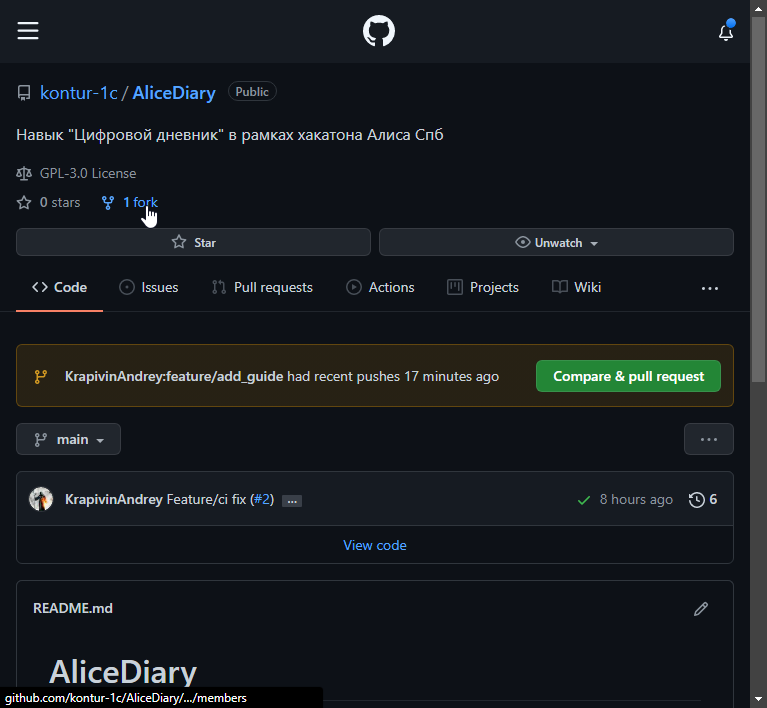 kontur-1c / AliceDiary Public
Навык "Цифровой дневник" в рамках хакатона Алиса Спб
GPL-3.0 License
0 stars 1 fork
Star Unwatch
Code Issues Pull requests Actions Projects Wiki ...
KrapivinAndrey:feature/add_guide had recent pushes 17 minutes ago Compare & pull request
main ...
KrapivinAndrey Feature/ci fix (#2) ... 8 hours ago 6
View code
README.md
AliceDiary
github.com/kontur-1c/AliceDiary/.../members